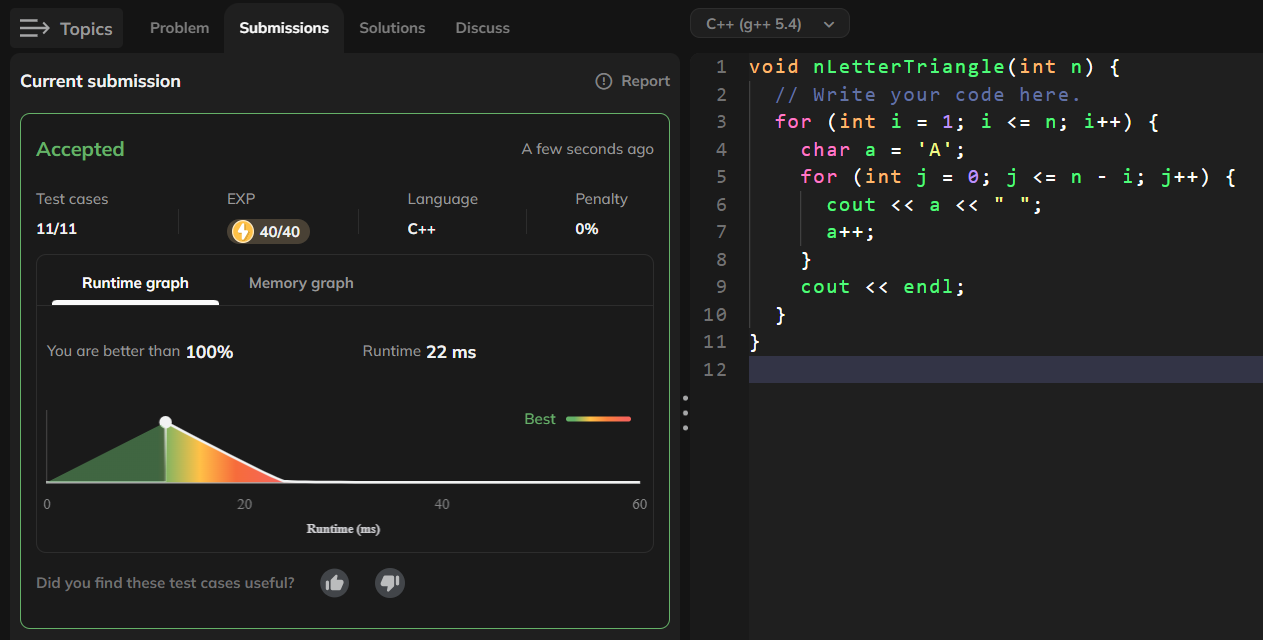 Topics Problem Submissions Solutions Discuss
Current submission Report
Accepted A few seconds ago
Test cases EXP Language Penalty
11/11 40/40 C++ 0%
Runtime graph Memory graph
You are better than 100% Runtime 22 ms
Best
0 20 40 60
Runtime (ms)
Did you find these test cases useful?
C++ (g++ 5.4)
1 void nLetterTriangle(int n) {
2   // Write your code here.
3   for (int i = 1; i <= n; i++) {
4     char a = 'A';
5     for (int j = 0; j <= n - i; j++) {
6       cout << a << " ";
7       a++;
8     }
9     cout << endl;
10   }
11 }
12